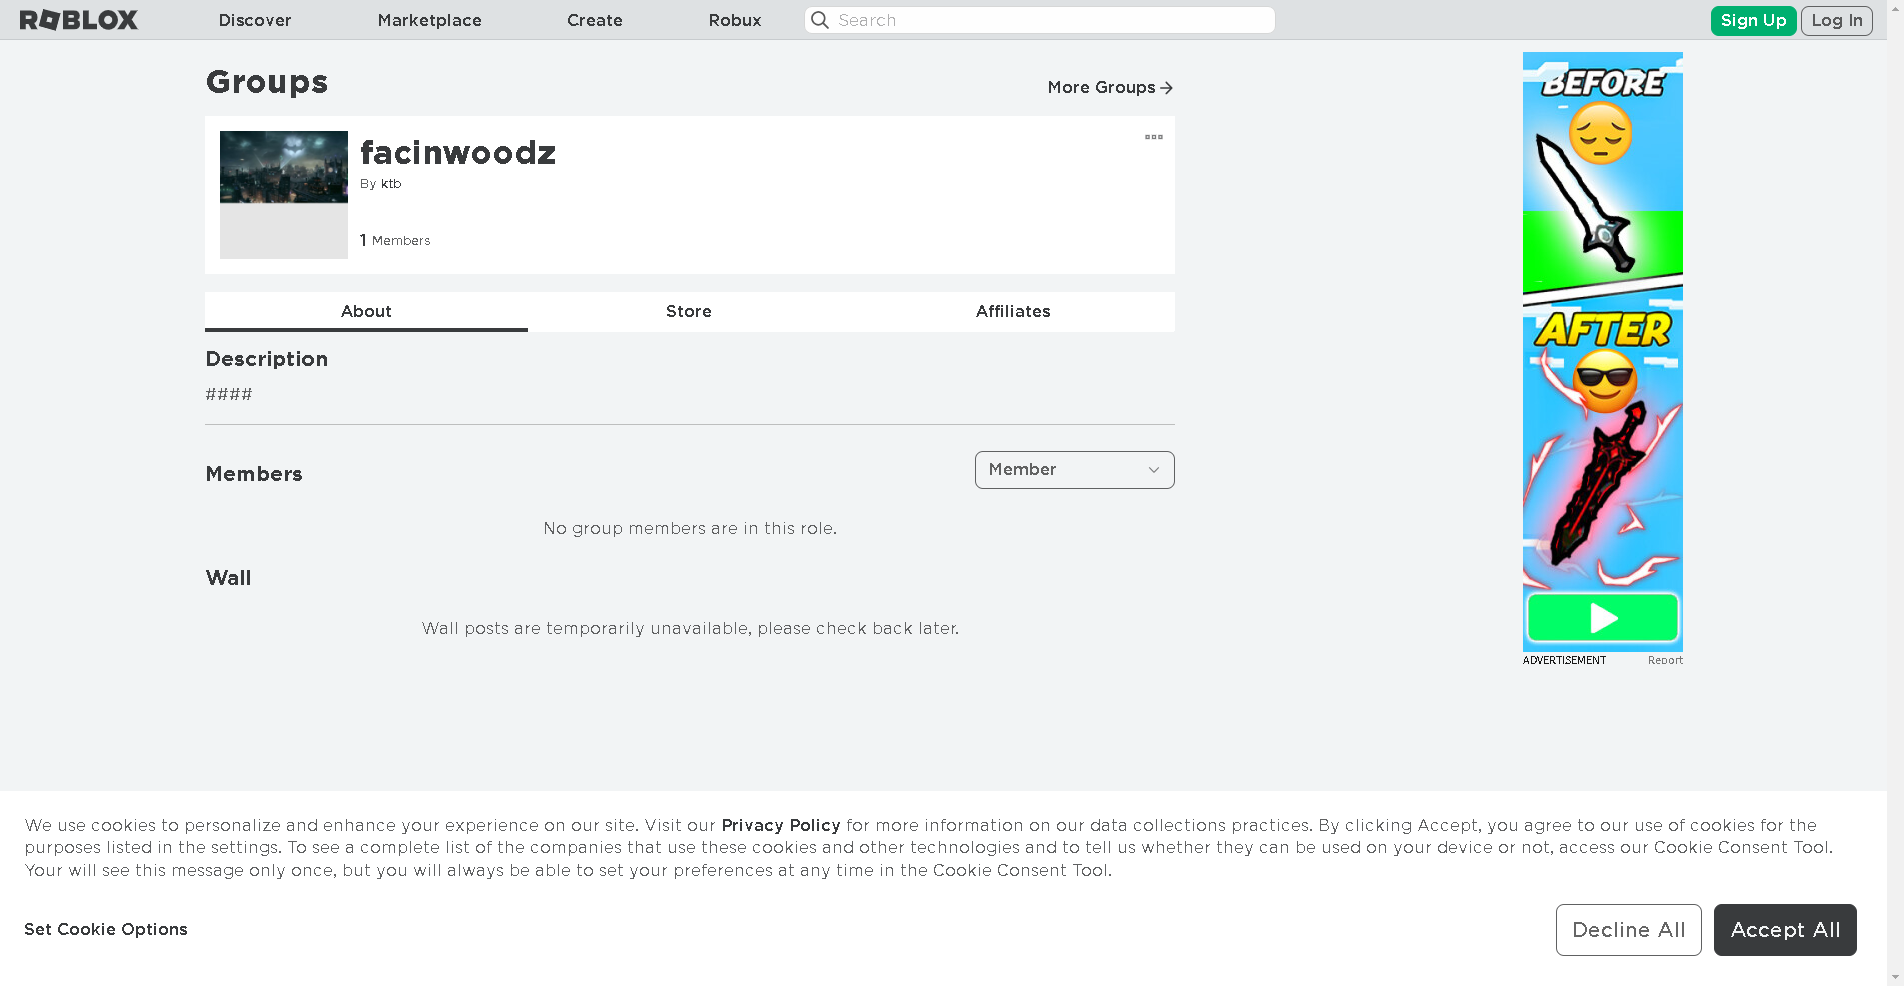 ROBLOX Discover Marketplace Create Robux Search Sign Up Log In
Groups
More Groups
facinwoodz
By ktb
1 Members
About Store Affiliates
Description
####
Members
Member
No group members are in this role.
Wall
Wall posts are temporarily unavailable, please check back later.
BEFORE
AFTER
ADVERTISEMENT Report
We use cookies to personalize and enhance your experience on our site. Visit our Privacy Policy for more information on our data collections practices. By clicking Accept, you agree to our use of cookies for the
purposes listed in the settings. To see a complete list of the companies that use these cookies and other technologies and to tell us whether they can be used on your device or not, access our Cookie Consent Tool.
Your will see this message only once, but you will always be able to set your preferences at any time in the Cookie Consent Tool.
Set Cookie Options
Decline All Accept All